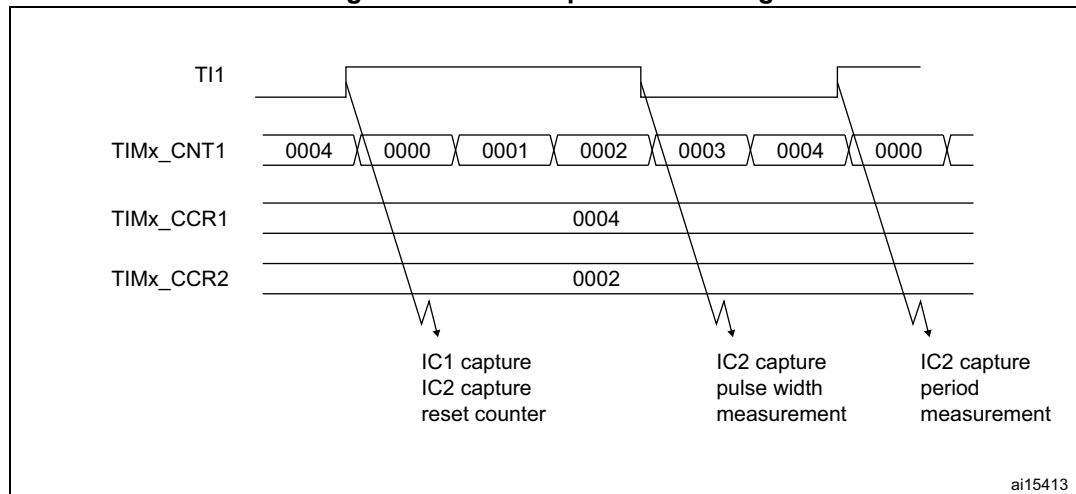 TI1
TIMx_CNT1 0004 0000 0001 0002 0003 0004 0000
TIMx_CCR1 0004
TIMx_CCR2 0002
IC1 capture
IC2 capture
reset counter
IC2 capture
pulse width
measurement
IC2 capture
period
measurement
ai15413